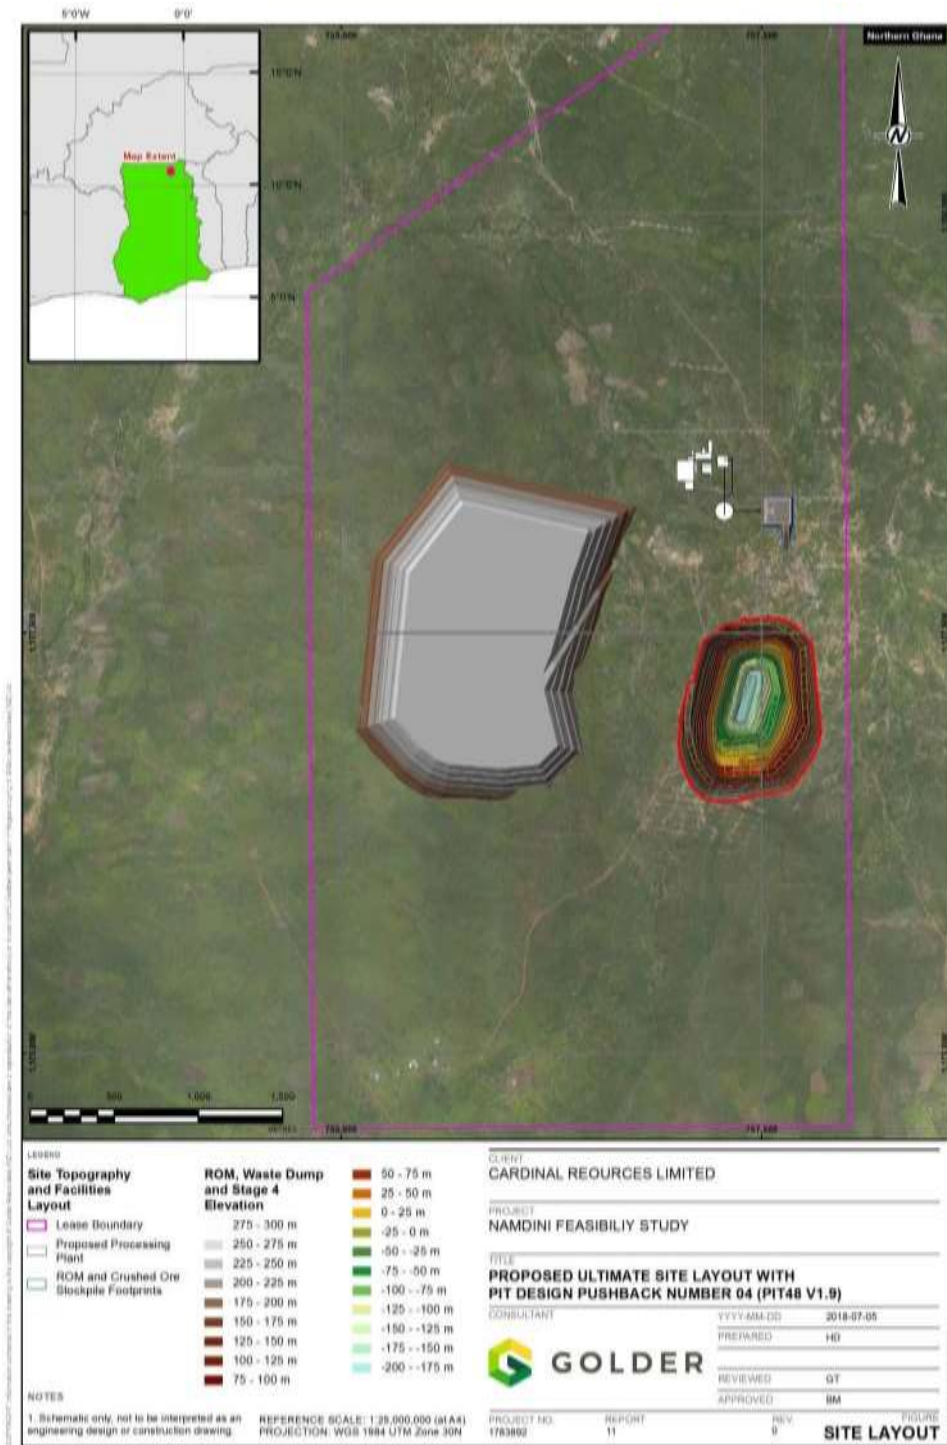 5°0'W
0°0'
Northern Ghana
15°0'N
Map Extent
10°0'N
5°0'N
N
0
500
1,000
1,500
METRES
LEGEND
Site Topography
and Facilities
Layout
Lease Boundary
Proposed Processing
Plant
ROM and Crushed Ore
Stockpile Footprints
ROM, Waste Dump
and Stage 4
Elevation
275 - 300 m
250 - 275 m
225 - 250 m
200 - 225 m
175 - 200 m
150 - 175 m
125 - 150 m
100 - 125 m
75 - 100 m
50 - 75 m
25 - 50 m
0 - 25 m
-25 - 0 m
-50 - -25 m
-75 - -50 m
-100 - -75 m
-125 - -100 m
-150 - -125 m
-175 - -150 m
-200 - -175 m
NOTES
1. Schematic only, not to be interpreted as an
engineering design or construction drawing.
REFERENCE SCALE: 1:25,000,000 (at A4)
PROJECTION: WGS 1984 UTM Zone 30N
CLIENT
CARDINAL REOURCES LIMITED
PROJECT
NAMDINI FEASIBILIY STUDY
TITLE
PROPOSED ULTIMATE SITE LAYOUT WITH
PIT DESIGN PUSHBACK NUMBER 04 (PIT48 V1.9)
CONSULTANT
GOLDER
YYYY-MM-DD 2018-07-05
PREPARED HD
REVIEWED GT
APPROVED BM
PROJECT NO. REPORT REV. FIGURE
1783892 11 0 SITE LAYOUT